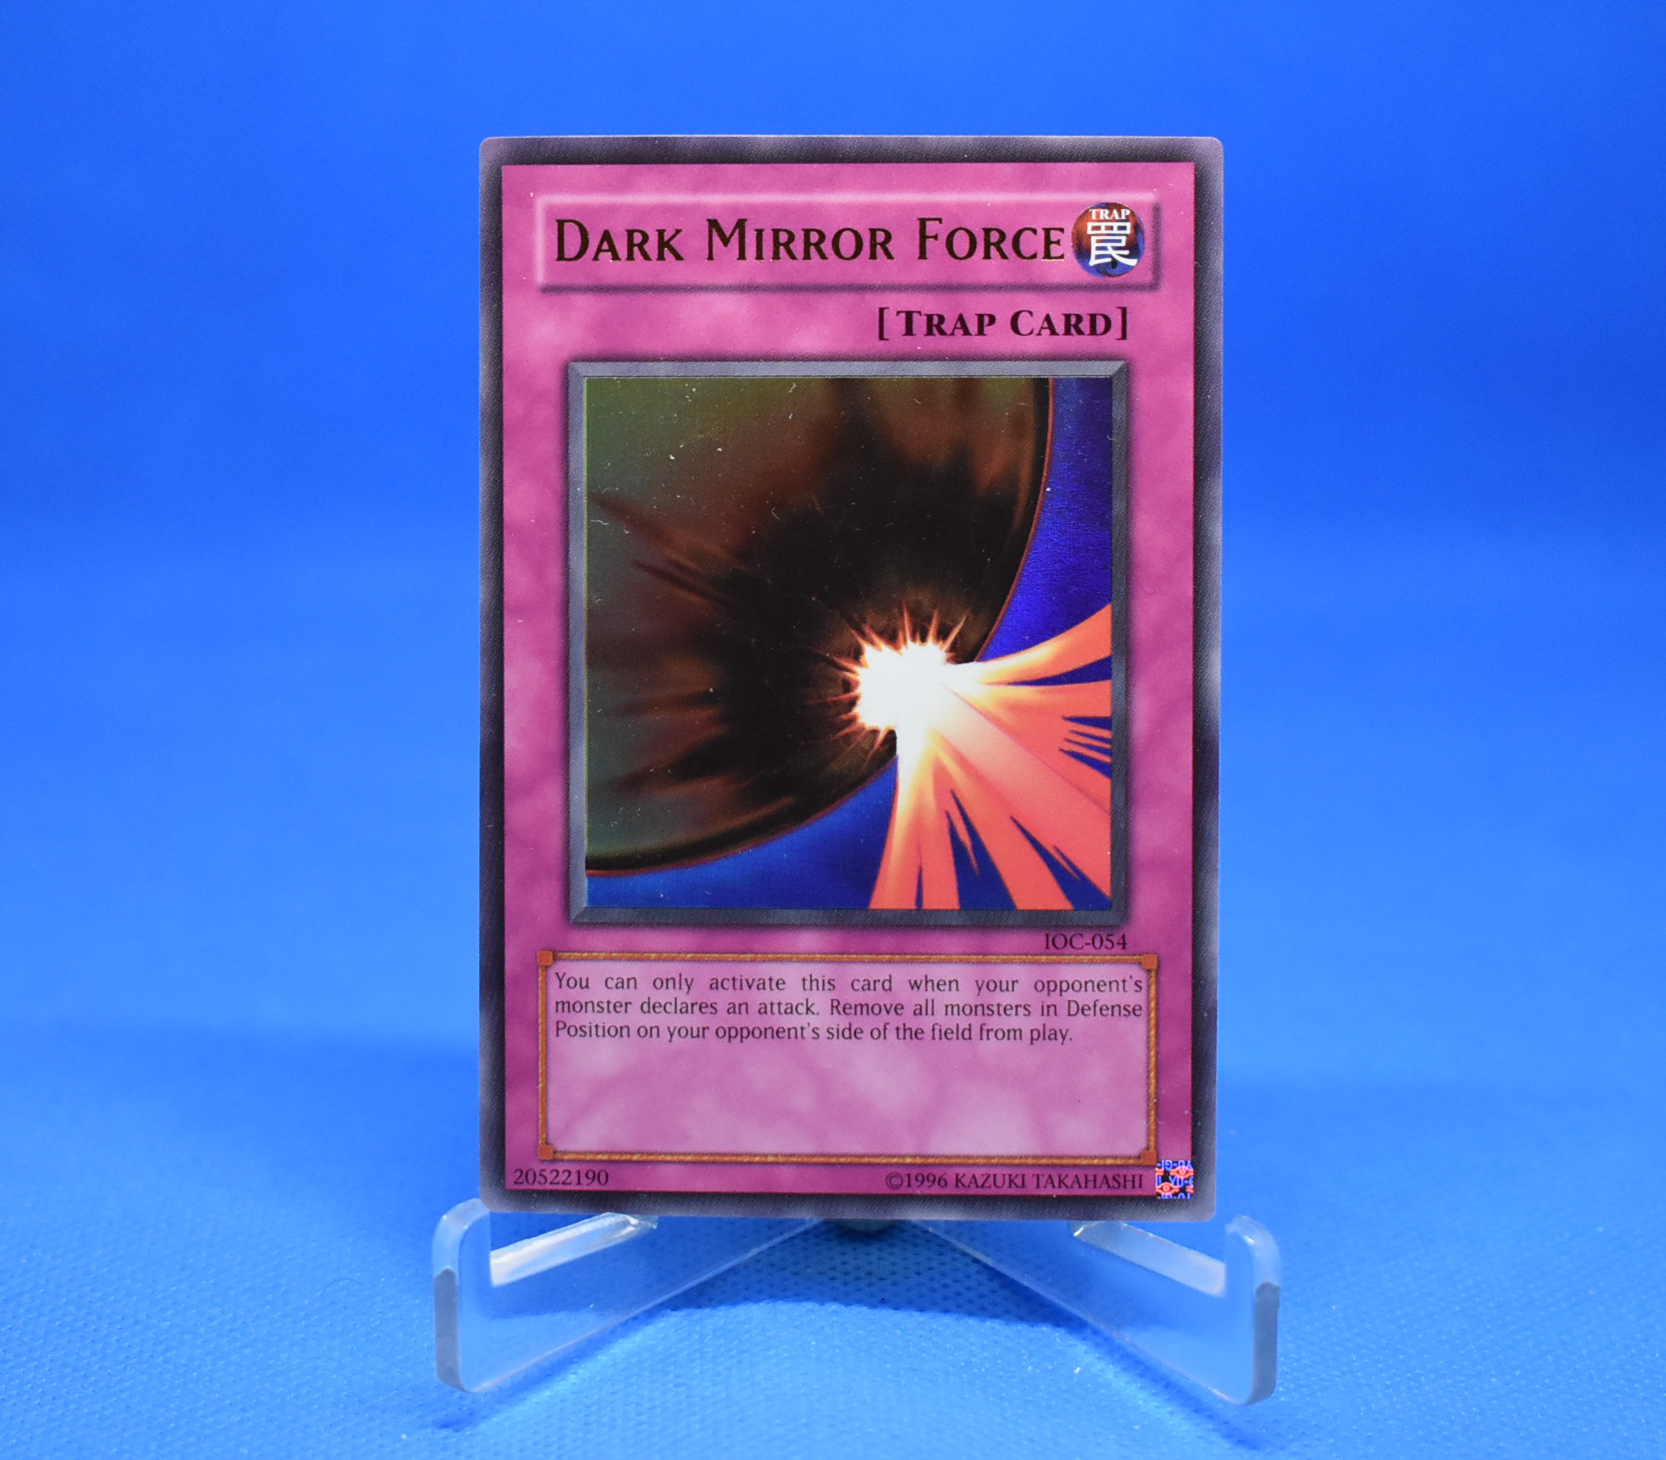 DARK MIRROR FORCE
TRAP
罠
[TRAP CARD]
IOC-054
You can only activate this card when your opponent's
monster declares an attack. Remove all monsters in Defense
Position on your opponent's side of the field from play.
20522190
©1996 KAZUKI TAKAHASHI